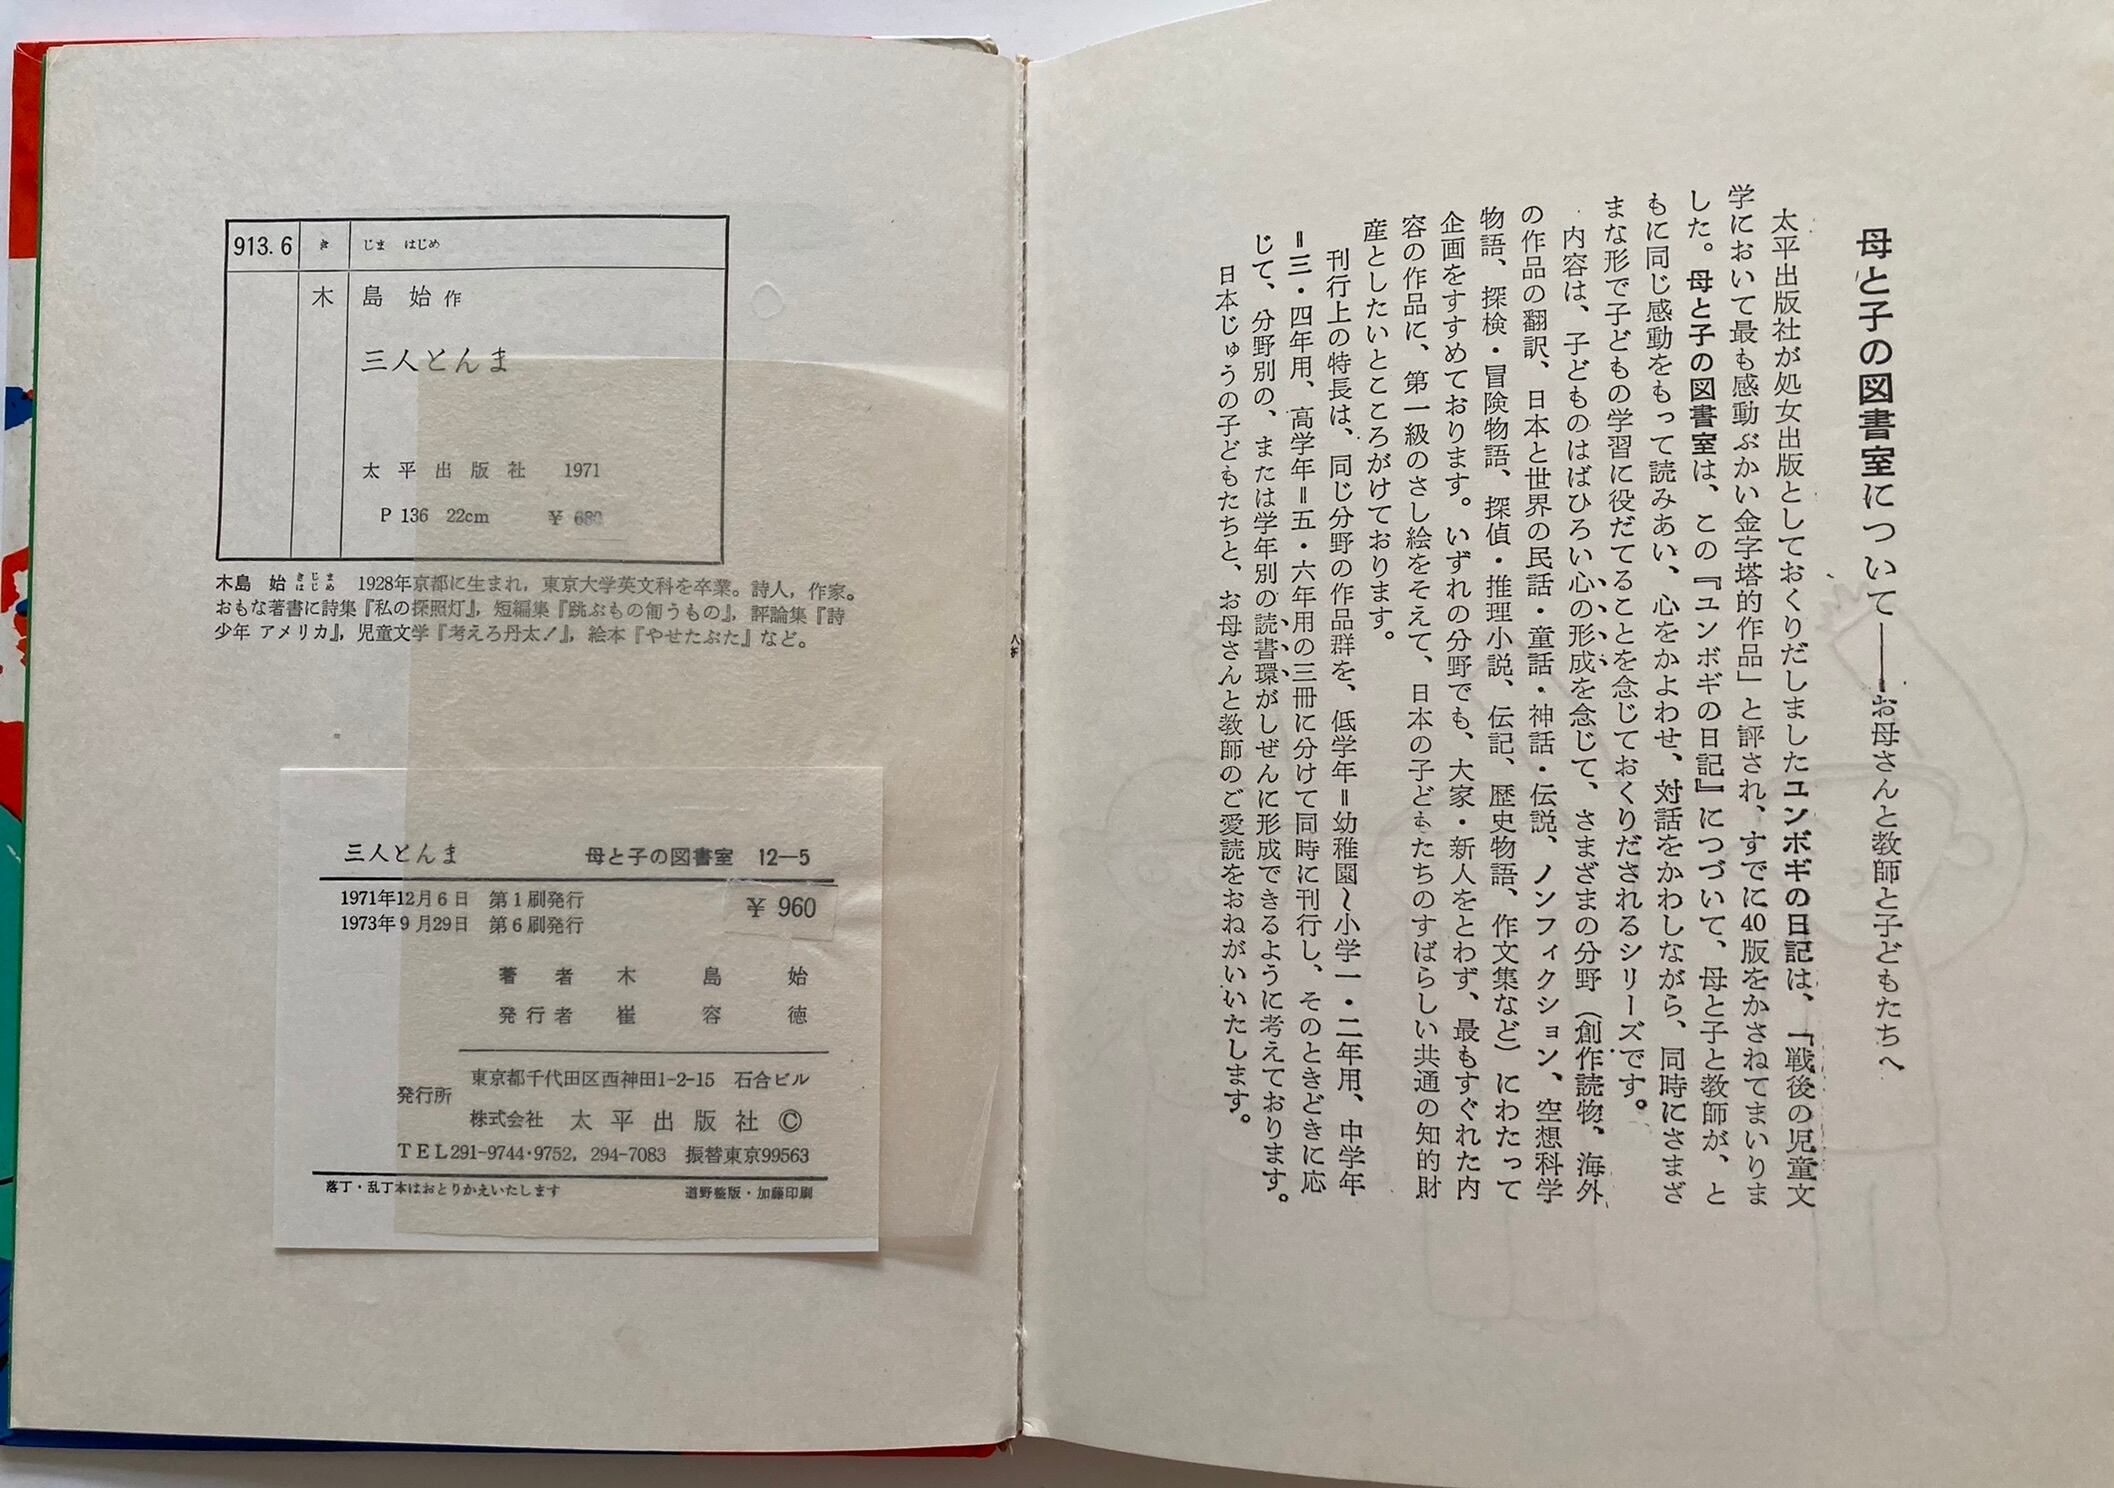 913.6 き じま はじめ
木 島 始 作
三人とんま
太平出版社 1971
P 136 22cm ¥ 680
木島 始 きじま はじめ 1928年京都に生まれ，東京大学英文科を卒業。詩人，作家。
おもな著書に詩集『私の探照灯』，短編集『跳ぶもの匍うもの』，評論集『詩
少年 アメリカ』，児童文学『考えろ丹太！』，絵本『やせたぶた』など。
三人とんま 母と子の図書室 12—5
1971年12月6日 第1刷発行
¥ 960
1973年9月29日 第6刷発行
著者 木島始
発行者 崔容徳
東京都千代田区西神田1-2-15 石合ビル
発行所
株式会社 太平出版社 ©
TEL291-9744・9752，294-7083 振替東京99563
落丁・乱丁本はおとりかえいたします 道野整版・加藤印刷
母と子の図書室について——お母さんと教師と子どもたちへ
太平出版社が処女出版としておくりだしましたユンボギの日記は、「戦後の児童文
学において最も感動ぶかい金字塔的作品」と評され、すでに40版をかさねてまいりま
した。母と子の図書室は、この『ユンボギの日記』につづいて、母と子と教師が、と
もに同じ感動をもって読みあい、心をかよわせ、対話をかわしながら、同時にさまざ
まな形で子どもの学習に役だてることを念じておくりだされるシリーズです。
内容は、子どものはばひろい心の形成を念じて、さまざまの分野（創作読物、海外
の作品の翻訳、日本と世界の民話・童話・神話・伝説、ノンフィクション、空想科学
物語、探検・冒険物語、探偵・推理小説、伝記、歴史物語、作文集など）にわたって
企画をすすめております。いずれの分野でも、大家・新人をとわず、最もすぐれた内
容の作品に、第一級のさし絵をそえて、日本の子どもたちのすばらしい共通の知的財
産としたいとこころがけております。
刊行上の特長は、同じ分野の作品群を、低学年＝幼稚園〜小学一・二年用、中学年
＝三・四年用、高学年＝五・六年用の三冊に分けて同時に刊行し、そのときどきに応
じて、分野別の、または学年別の読書環がしぜんに形成できるように考えております。
日本じゅうの子どもたちと、お母さんと教師のご愛読をおねがいいたします。